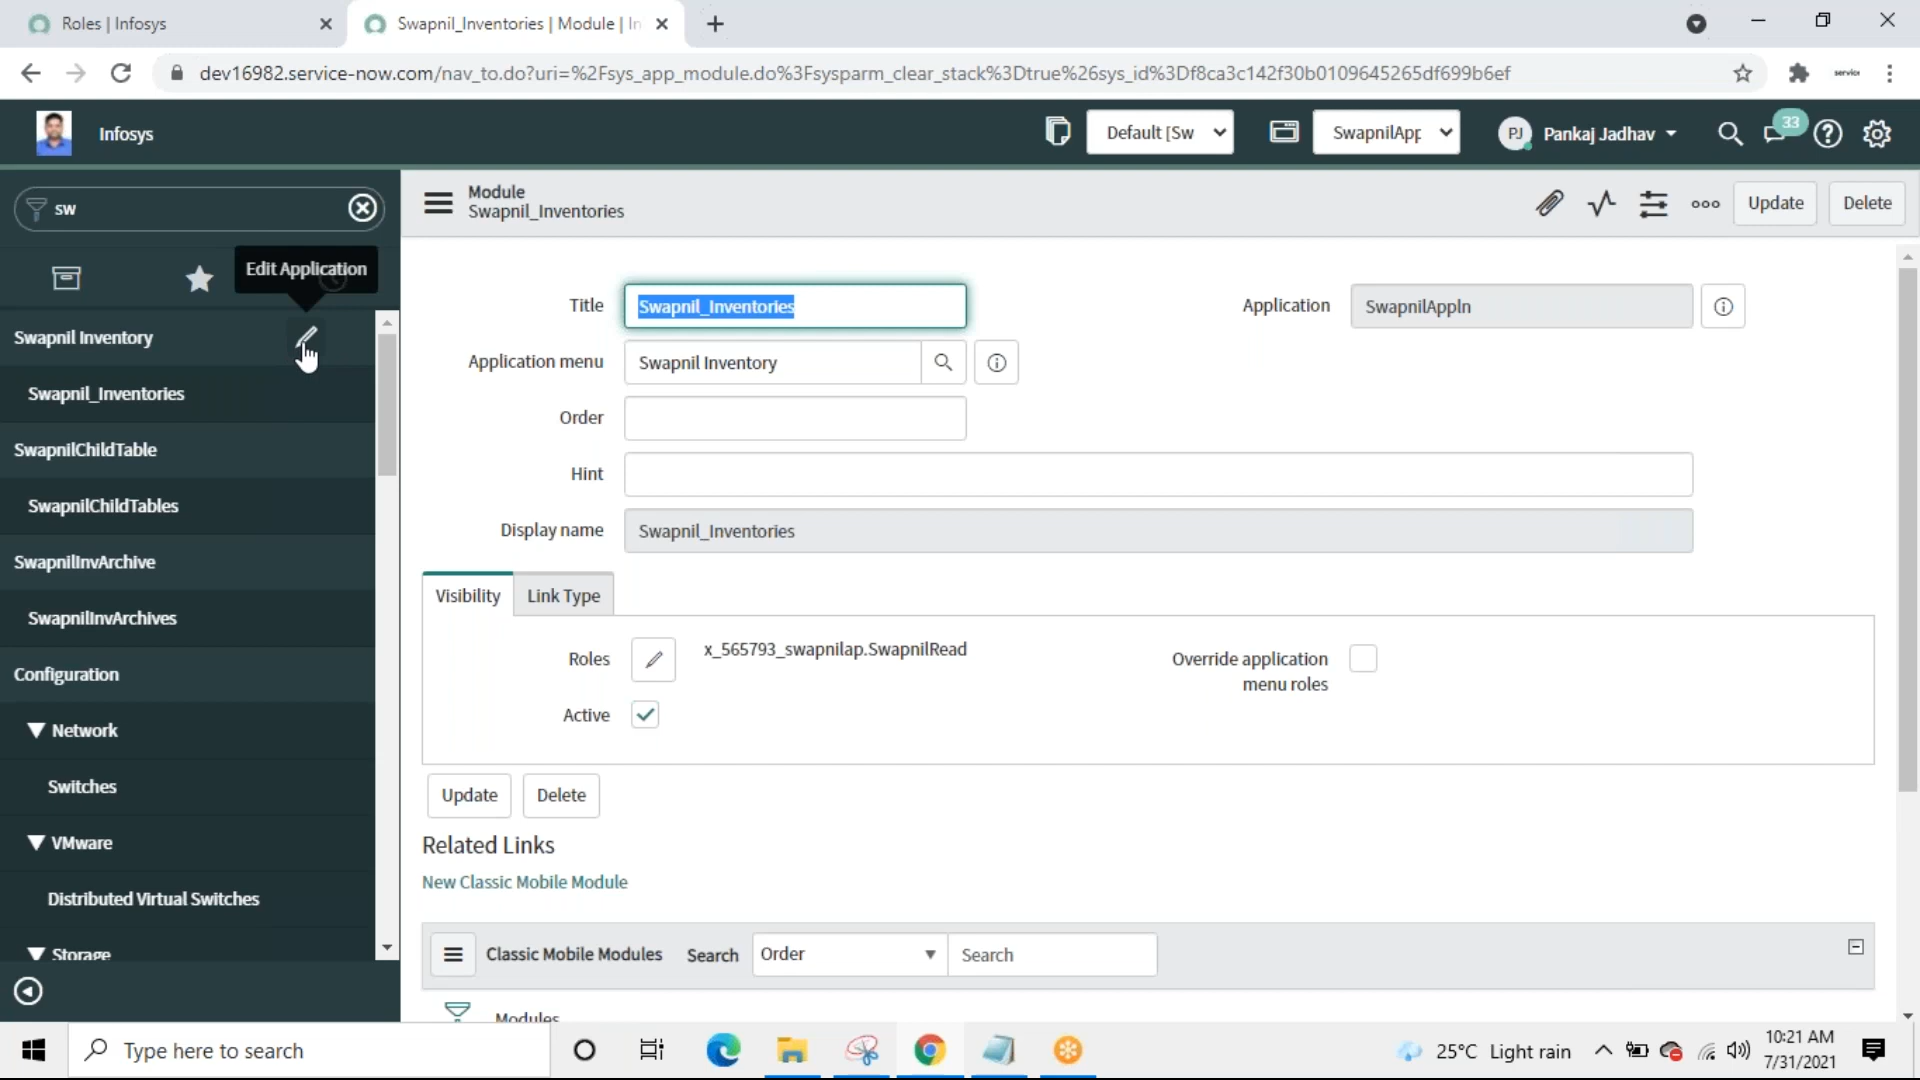 Roles | Infosys
Swapnil_Inventories | Module | In
dev16982.service-now.com/nav_to.do?uri=%2Fsys_app_module.do%3Fsysparm_clear_stack%3Dtrue%26sys_id%3Df8ca3c142f30b0109645265df699b6ef
service
Infosys
Default [Sw
SwapnilApp
PJ
Pankaj Jadhav
33
sw
Edit Application
Swapnil Inventory
Swapnil_Inventories
SwapnilChildTable
SwapnilChildTables
SwapnilInvArchive
SwapnilInvArchives
Configuration
Network
Switches
VMware
Distributed Virtual Switches
Storage
Module
Swapnil_Inventories
Update
Delete
Title
Swapnil_Inventories
Application
SwapnilAppln
Application menu
Swapnil Inventory
Order
Hint
Display name
Swapnil_Inventories
Visibility
Link Type
Roles
x_565793_swapnilap.SwapnilRead
Override application
menu roles
Active
Update
Delete
Related Links
New Classic Mobile Module
Classic Mobile Modules
Search
Order
Search
Modules
Type here to search
25°C Light rain
10:21 AM
7/31/2021